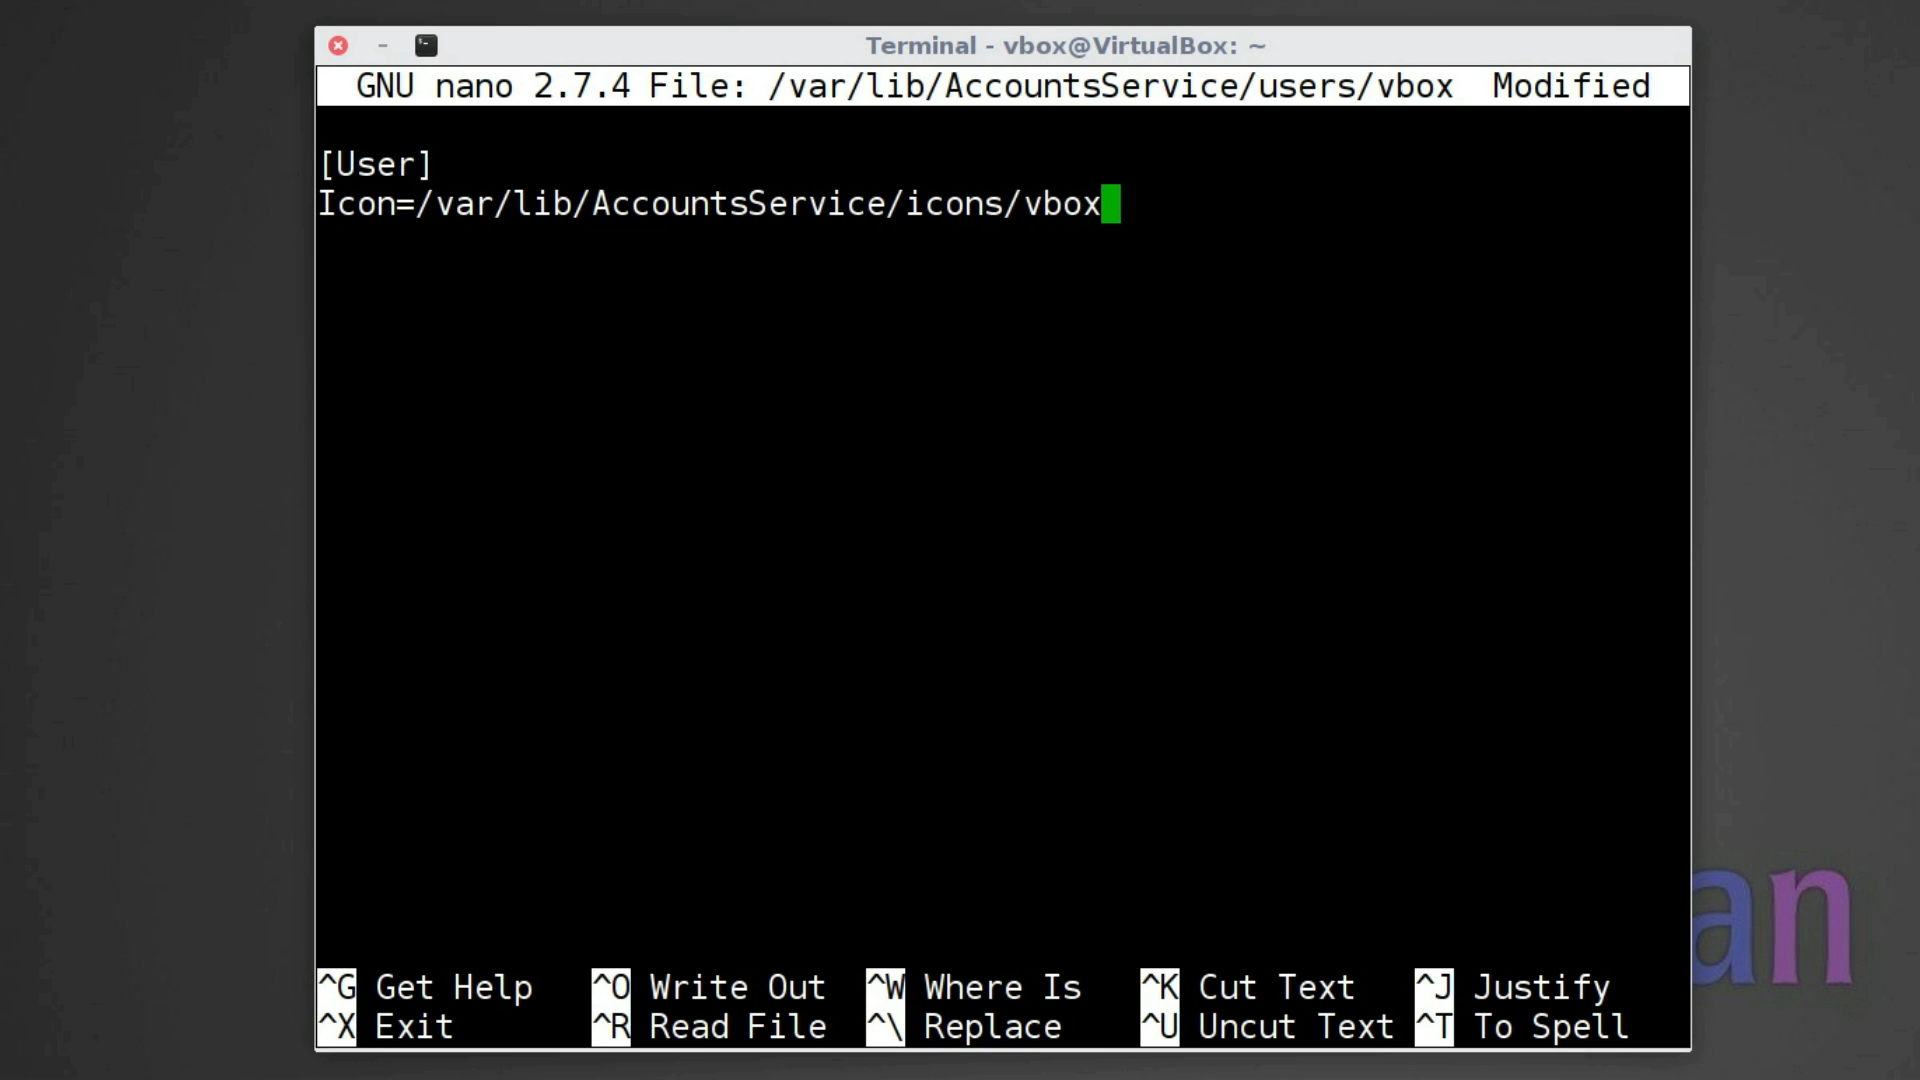 Terminal - vbox@VirtualBox: ~
GNU nano 2.7.4 File: /var/lib/AccountsService/users/vbox Modified
[User]
Icon=/var/lib/AccountsService/icons/vbox
^G Get Help ^O Write Out ^W Where Is ^K Cut Text ^J Justify
^X Exit ^R Read File ^\ Replace ^U Uncut Text ^T To Spell
an